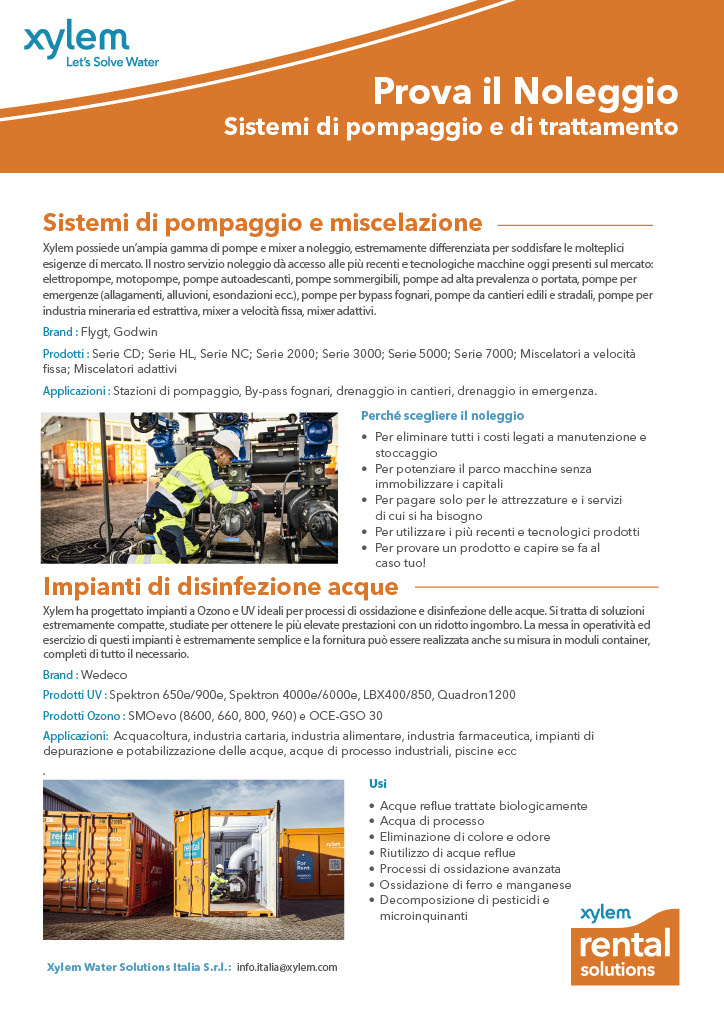 xylem
Let's Solve Water
Prova il Noleggio
Sistemi di pompaggio e di trattamento
Sistemi di pompaggio e miscelazione
Xylem possiede un'ampia gamma di pompe e mixer a noleggio, estremamente differenziata per soddisfare le molteplici
esigenze di mercato. Il nostro servizio noleggio dà accesso alle più recenti e tecnologiche macchine oggi presenti sul mercato:
elettropompe, motopompe, pompe autoadescanti, pompe sommergibili, pompe ad alta prevalenza o portata, pompe per
emergenze (allagamenti, alluvioni, esondazioni ecc.), pompe per bypass fognari, pompe da cantieri edili e stradali, pompe per
industria mineraria ed estrattiva, mixer a velocità fissa, mixer adattivi.
Brand : Flygt, Godwin
Prodotti : Serie CD; Serie HL, Serie NC; Serie 2000; Serie 3000; Serie 5000; Serie 7000; Miscelatori a velocità
fissa; Miscelatori adattivi
Applicazioni : Stazioni di pompaggio, By-pass fognari, drenaggio in cantieri, drenaggio in emergenza.
Perché scegliere il noleggio
• Per eliminare tutti i costi legati a manutenzione e
stoccaggio
• Per potenziare il parco macchine senza
immobilizzare i capitali
• Per pagare solo per le attrezzature e i servizi
di cui si ha bisogno
• Per utilizzare i più recenti e tecnologici prodotti
• Per provare un prodotto e capire se fa al
caso tuo!
Impianti di disinfezione acque
Xylem ha progettato impianti a Ozono e UV ideali per processi di ossidazione e disinfezione delle acque. Si tratta di soluzioni
estremamente compatte, studiate per ottenere le più elevate prestazioni con un ridotto ingombro. La messa in operatività ed
esercizio di questi impianti è estremamente semplice e la fornitura può essere realizzata anche su misura in moduli container,
completi di tutto il necessario.
Brand : Wedeco
Prodotti UV : Spektron 650e/900e, Spektron 4000e/6000e, LBX400/850, Quadron1200
Prodotti Ozono : SMOevo (8600, 660, 800, 960) e OCE-GSO 30
Applicazioni: Acquacoltura, industria cartaria, industria alimentare, industria farmaceutica, impianti di
depurazione e potabilizzazione delle acque, acque di processo industriali, piscine ecc
.
rental
rental
For
Rent.
xylem
Usi
• Acque reflue trattate biologicamente
• Acqua di processo
• Eliminazione di colore e odore
• Riutilizzo di acque reflue
• Processi di ossidazione avanzata
• Ossidazione di ferro e manganese
• Decomposizione di pesticidi e
microinquinanti
xylem
rental
solutions
Xylem Water Solutions Italia S.r.l.: info.italia@xylem.com